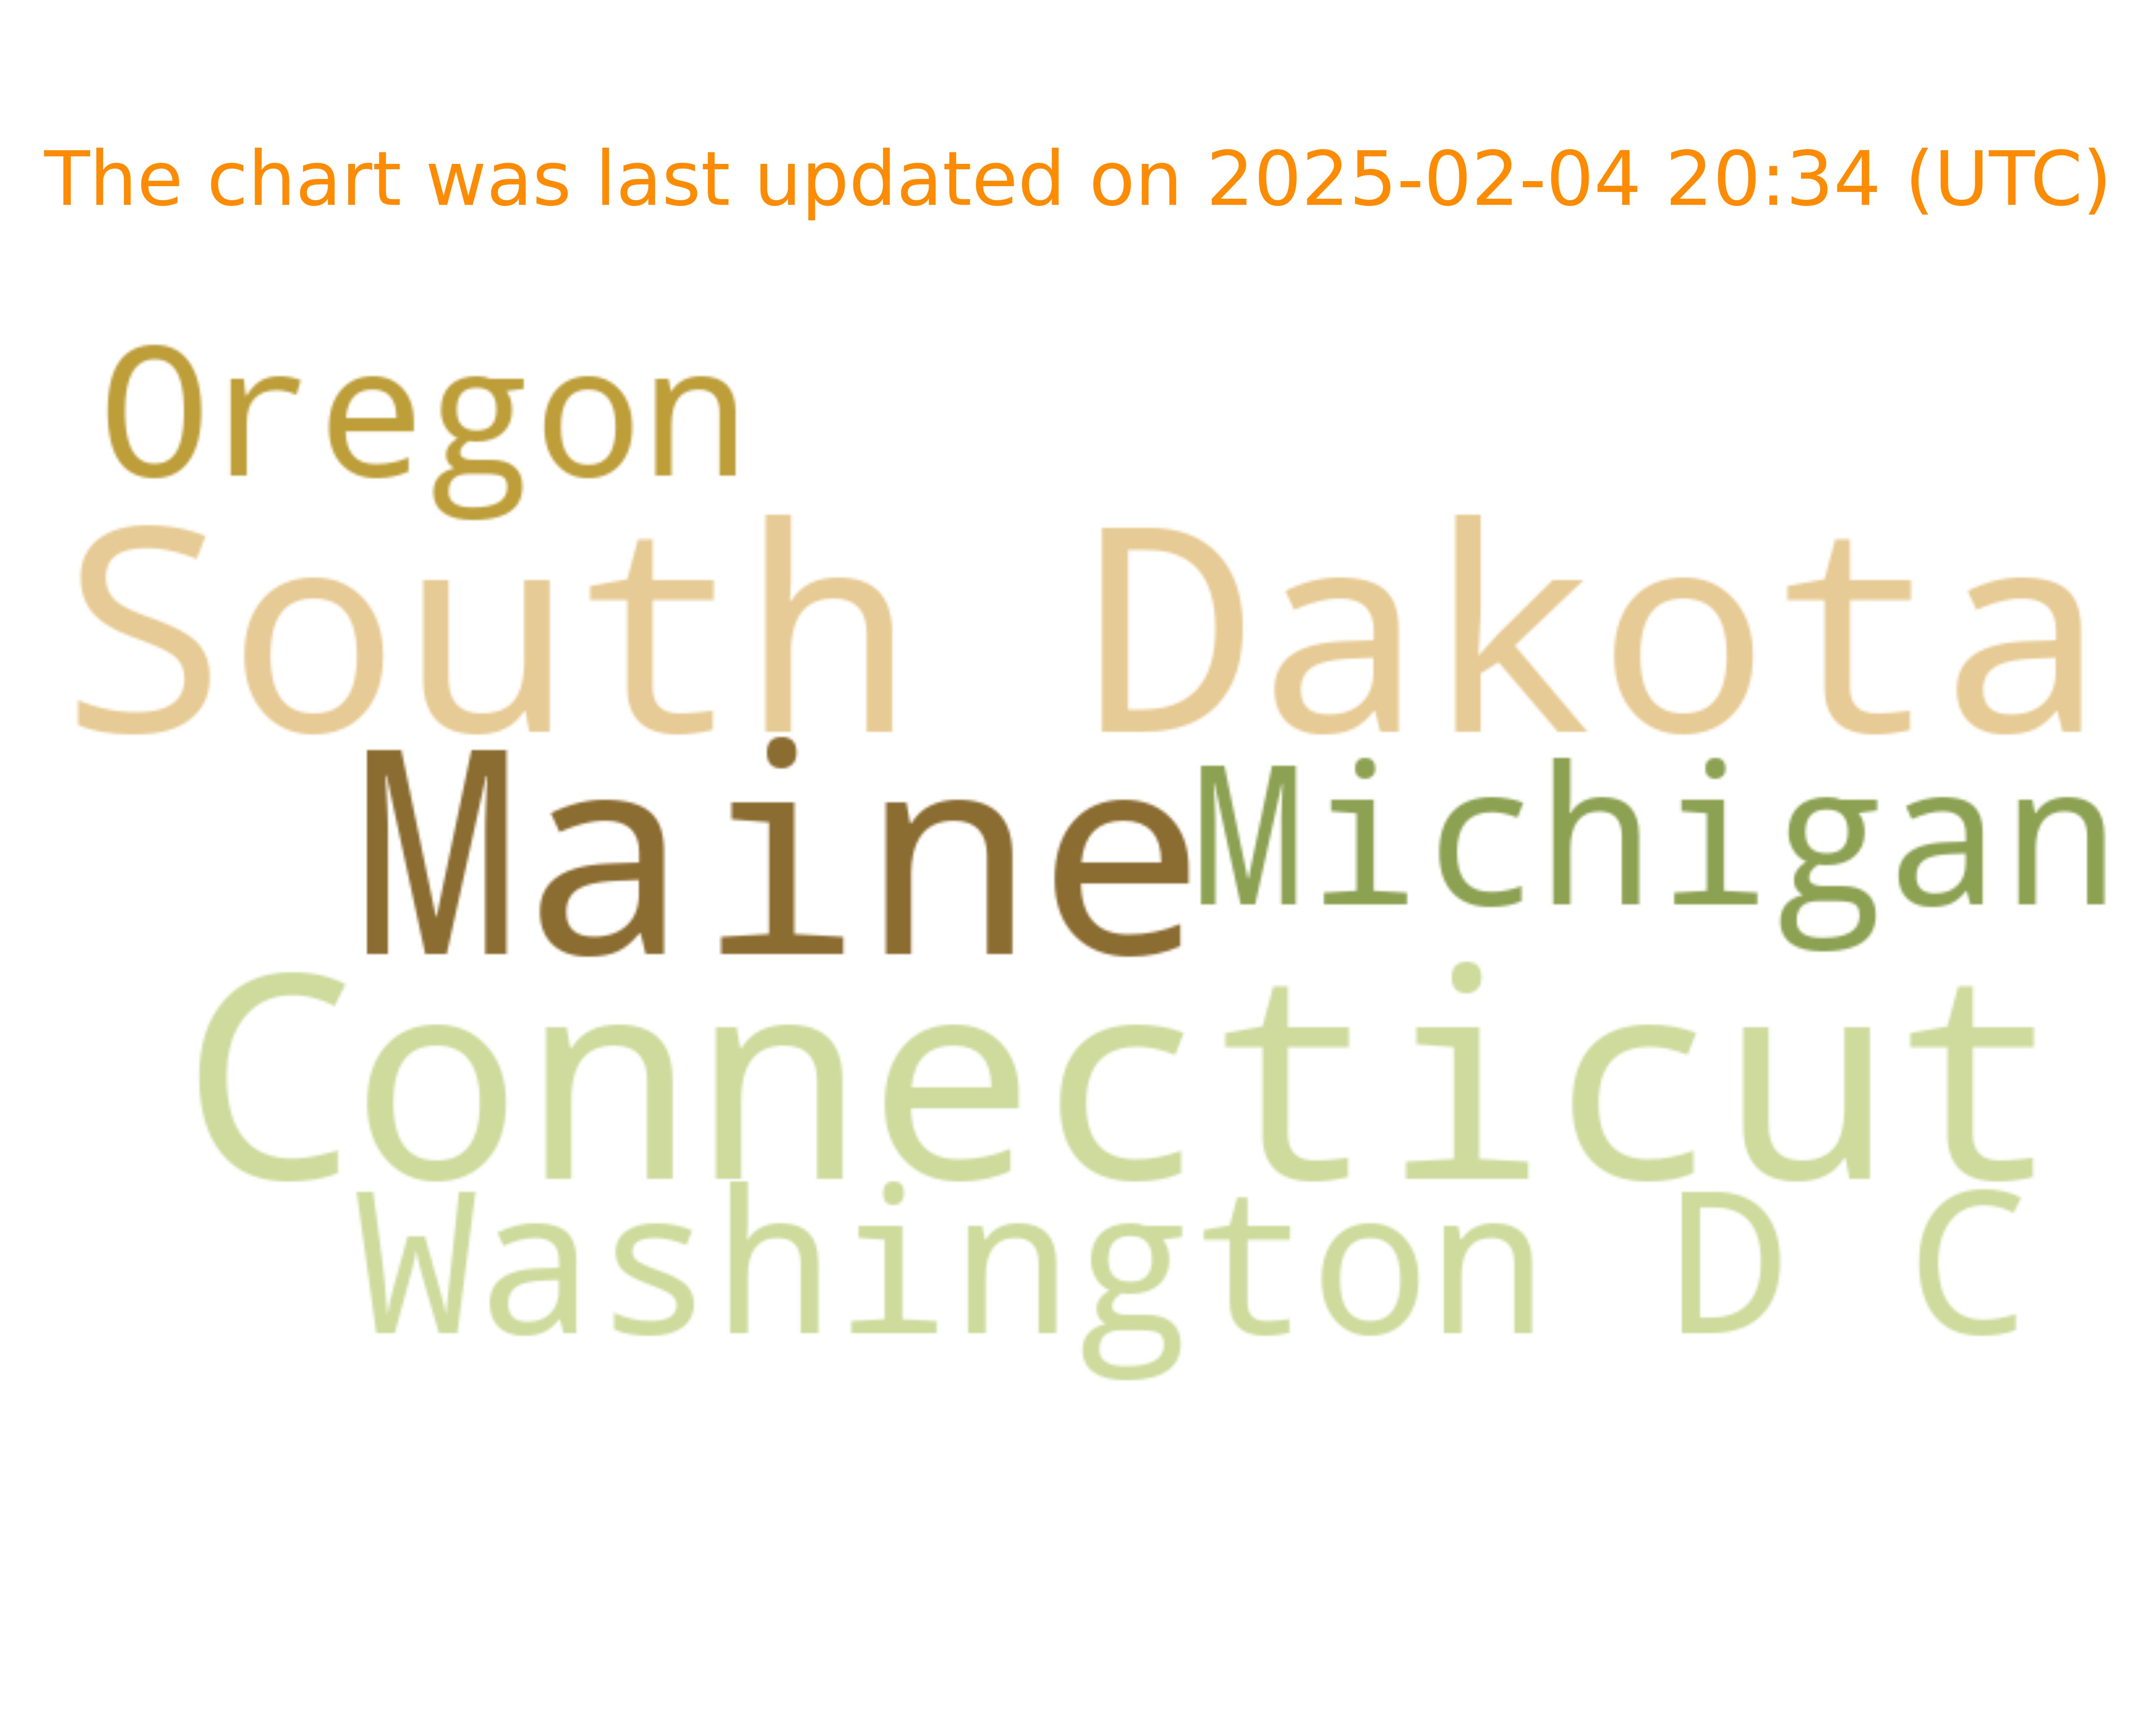 The chart was last updated on 2025-02-04 20:34 (UTC)
Oregon
South Dakota
Maine Michigan
Connecticut
Washington D C